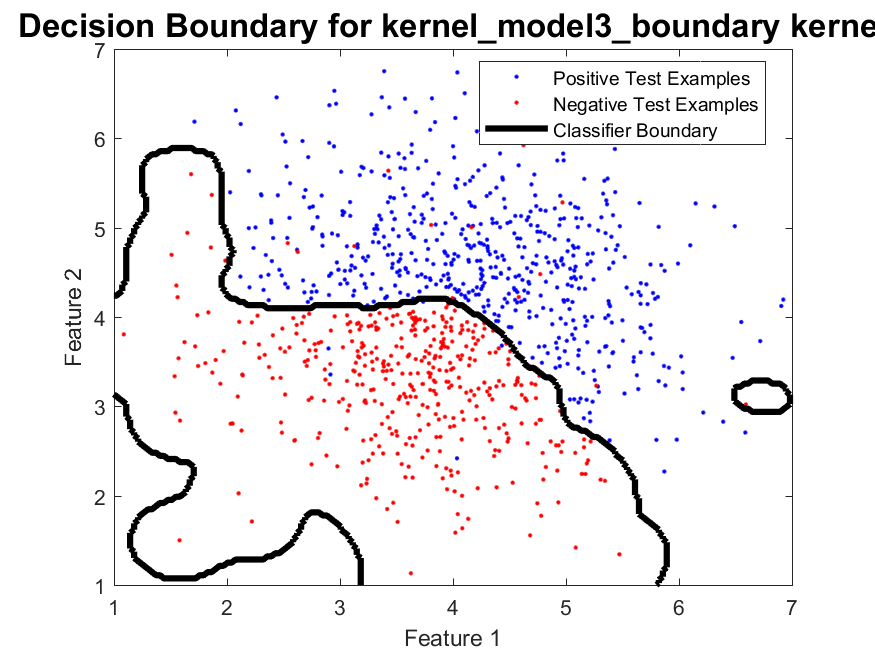 Decision Boundary for kernel_model3_boundary kerne
Positive Test Examples
Negative Test Examples
Classifier Boundary
7
6
5
4
3
2
1
Feature 2
1 2 3 4 5 6 7
Feature 1